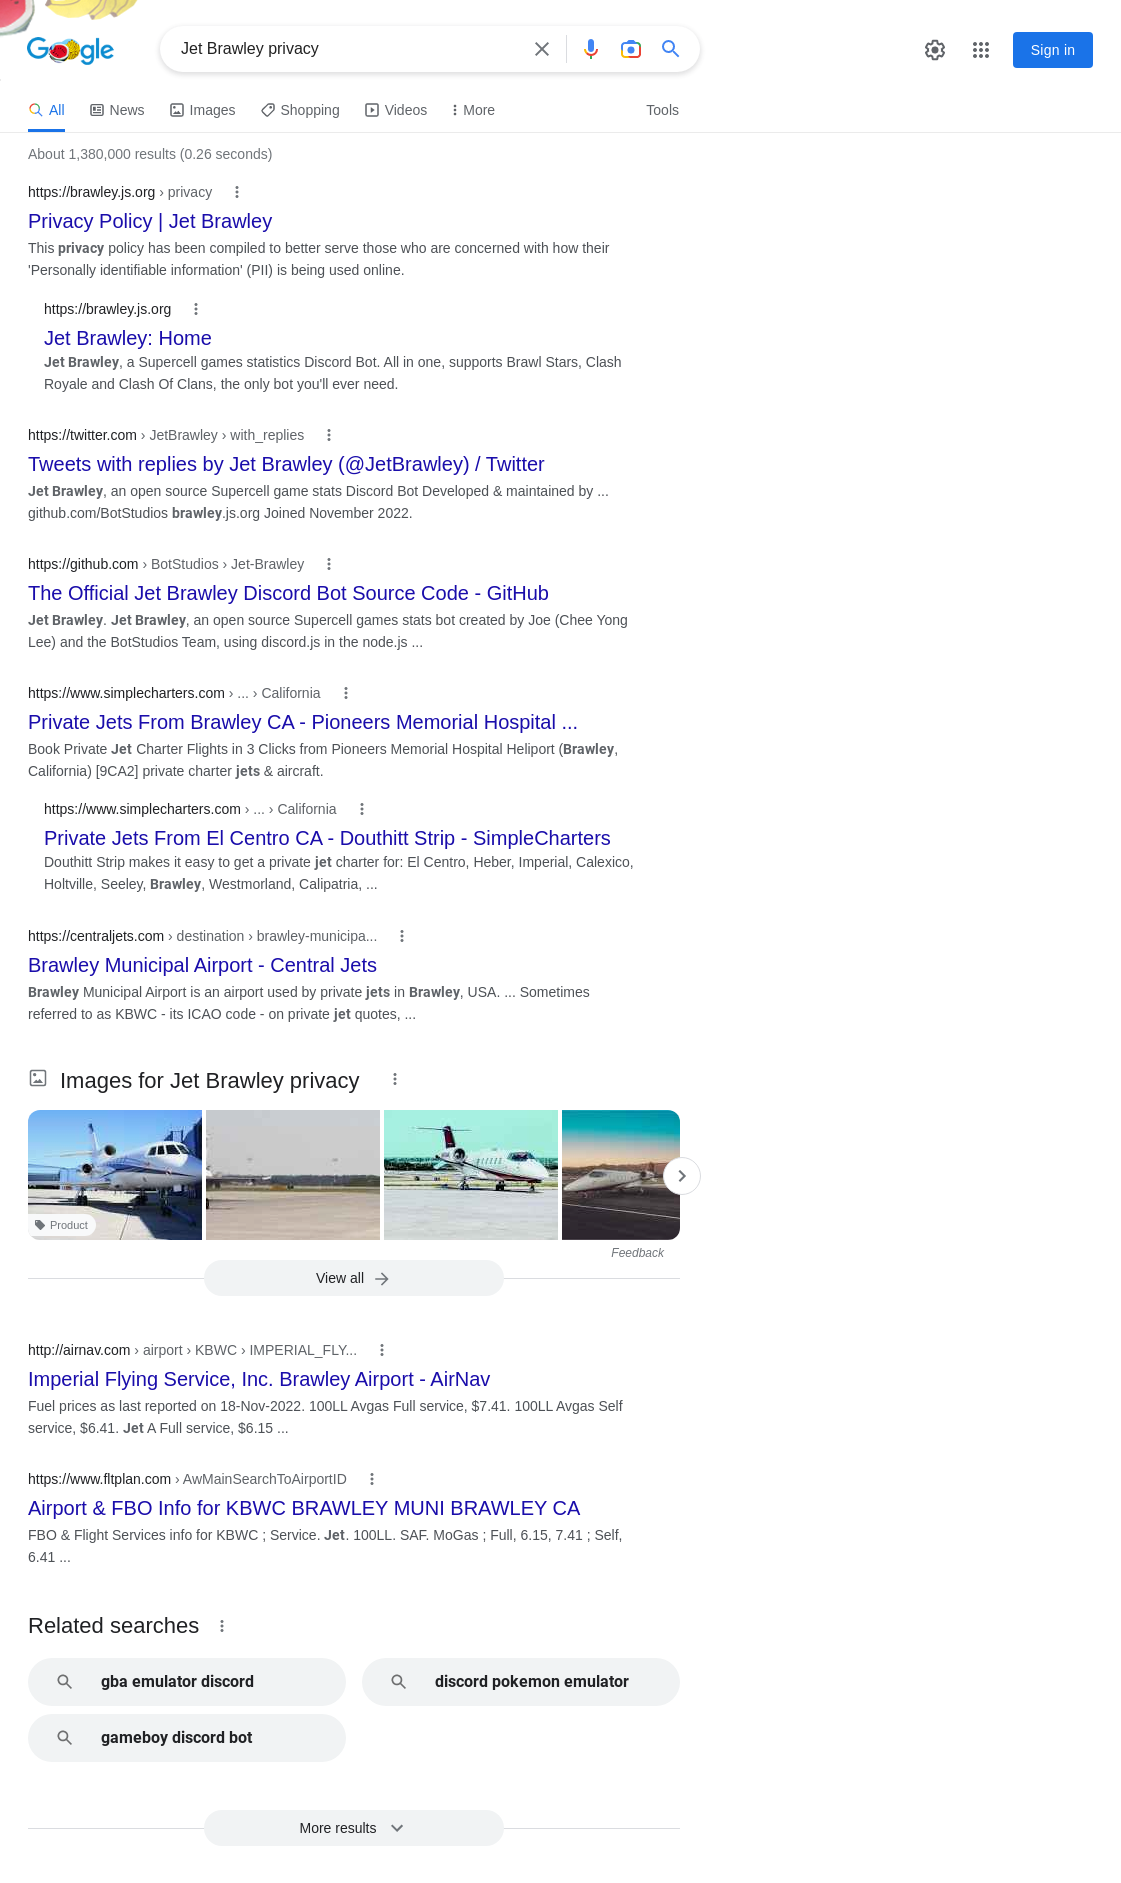 Google
Jet Brawley privacy
Sign in
All
News
Images
Shopping
Videos
More
Tools
About 1,380,000 results (0.26 seconds)
https://brawley.js.org › privacy
Privacy Policy | Jet Brawley
This privacy policy has been compiled to better serve those who are concerned with how their
'Personally identifiable information' (PII) is being used online.
https://brawley.js.org
Jet Brawley: Home
Jet Brawley, a Supercell games statistics Discord Bot. All in one, supports Brawl Stars, Clash
Royale and Clash Of Clans, the only bot you'll ever need.
https://twitter.com › JetBrawley › with_replies
Tweets with replies by Jet Brawley (@JetBrawley) / Twitter
Jet Brawley, an open source Supercell game stats Discord Bot Developed & maintained by ...
github.com/BotStudios brawley.js.org Joined November 2022.
https://github.com › BotStudios › Jet-Brawley
The Official Jet Brawley Discord Bot Source Code - GitHub
Jet Brawley. Jet Brawley, an open source Supercell games stats bot created by Joe (Chee Yong
Lee) and the BotStudios Team, using discord.js in the node.js ...
https://www.simplecharters.com › ... › California
Private Jets From Brawley CA - Pioneers Memorial Hospital ...
Book Private Jet Charter Flights in 3 Clicks from Pioneers Memorial Hospital Heliport (Brawley,
California) [9CA2] private charter jets & aircraft.
https://www.simplecharters.com › ... › California
Private Jets From El Centro CA - Douthitt Strip - SimpleCharters
Douthitt Strip makes it easy to get a private jet charter for: El Centro, Heber, Imperial, Calexico,
Holtville, Seeley, Brawley, Westmorland, Calipatria, ...
https://centraljets.com › destination › brawley-municipa...
Brawley Municipal Airport - Central Jets
Brawley Municipal Airport is an airport used by private jets in Brawley, USA. ... Sometimes
referred to as KBWC - its ICAO code - on private jet quotes, ...
Images for Jet Brawley privacy
Product
Feedback
View all
http://airnav.com › airport › KBWC › IMPERIAL_FLY...
Imperial Flying Service, Inc. Brawley Airport - AirNav
Fuel prices as last reported on 18-Nov-2022. 100LL Avgas Full service, $7.41. 100LL Avgas Self
service, $6.41. Jet A Full service, $6.15 ...
https://www.fltplan.com › AwMainSearchToAirportID
Airport & FBO Info for KBWC BRAWLEY MUNI BRAWLEY CA
FBO & Flight Services info for KBWC ; Service. Jet. 100LL. SAF. MoGas ; Full, 6.15, 7.41 ; Self,
6.41 ...
Related searches
gba emulator discord
discord pokemon emulator
gameboy discord bot
More results